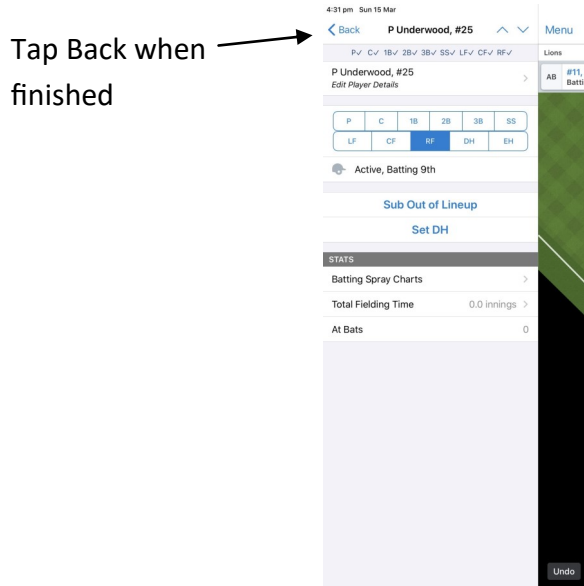 Tap Back when
finished
4:31 pm Sun 15 Mar
Back P Underwood, #25
P✓ C✓ 1B✓ 2B✓ 3B✓ SS✓ LF✓ CF✓ RF✓
P Underwood, #25
Edit Player Details
P C 1B 2B 3B SS
LF CF RF DH EH
Active, Batting 9th
Sub Out of Lineup
Set DH
STATS
Batting Spray Charts
Total Fielding Time 0.0 innings
At Bats 0
Menu
Lions
AB #11,
Batti
Undo